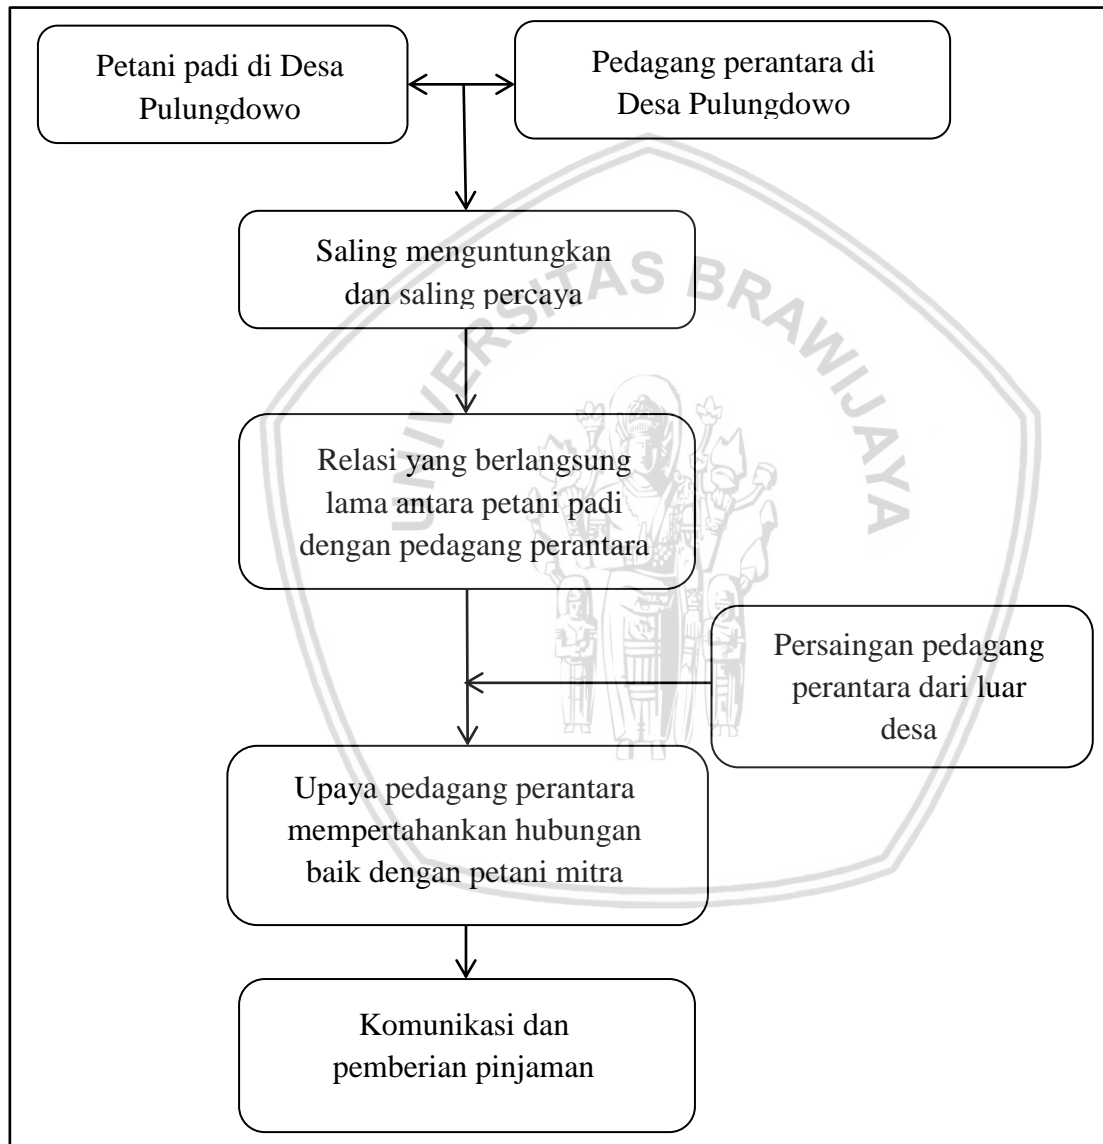 Petani padi di Desa
Pulungdowo
Pedagang perantara di
Desa Pulungdowo
Saling menguntungkan
dan saling percaya
UNIVERSITAS BRAWIJAYA
Relasi yang berlangsung
lama antara petani padi
dengan pedagang perantara
Persaingan pedagang
perantara dari luar
desa
Upaya pedagang perantara
mempertahankan hubungan
baik dengan petani mitra
Komunikasi dan
pemberian pinjaman